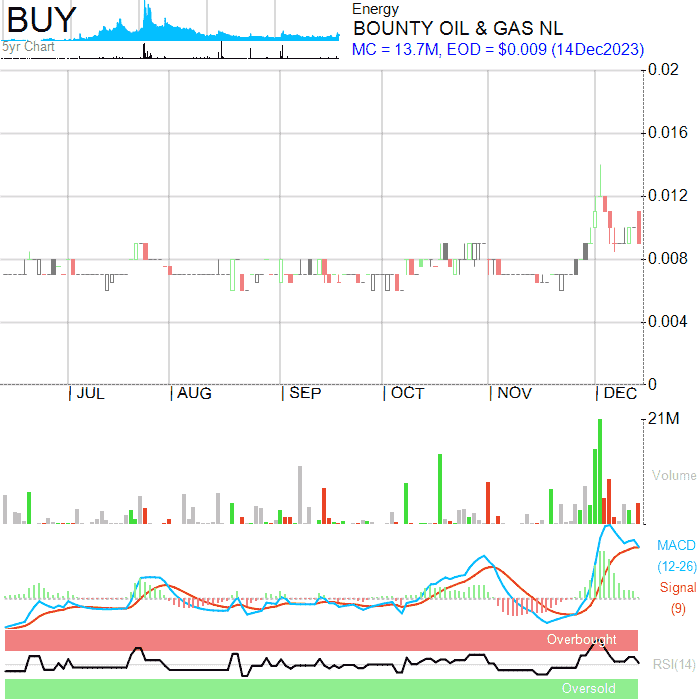 BUY
5yr Chart
Energy
BOUNTY OIL & GAS NL
MC = 13.7M, EOD = $0.009 (14Dec2023)
0.02
0.016
0.012
0.008
0.004
0
JUL AUG SEP OCT NOV DEC
21M
Volume
MACD
(12-26)
Signal
(9)
Overbought
RSI(14)
Oversold